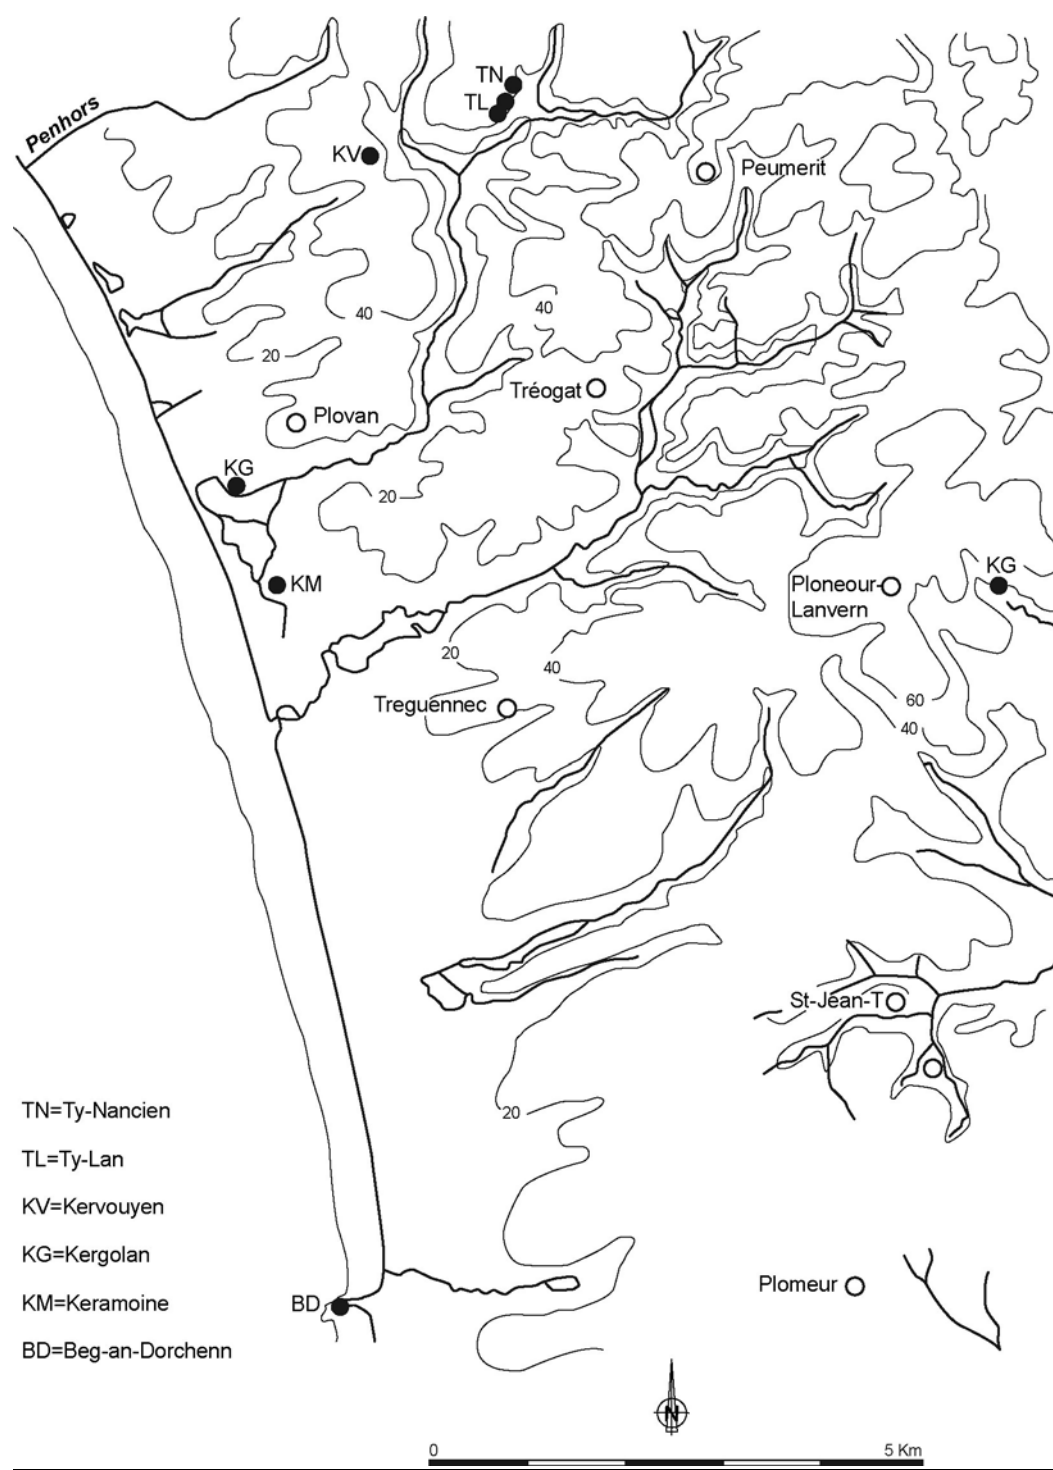 TN
TL
Penhors
KV
Peumerit
40
40
20
Tréogat
Plovan
KG
20
KG
KM
Ploneour-
Lanvern
20
40
60
Treguennec
40
St-Jean-T
TN=Ty-Nancien
20
TL=Ty-Lan
KV=Kervouyen
KG=Kergolan
Plomeur
KM=Keramoine
BD
BD=Beg-an-Dorchenn
N
0
5 Km